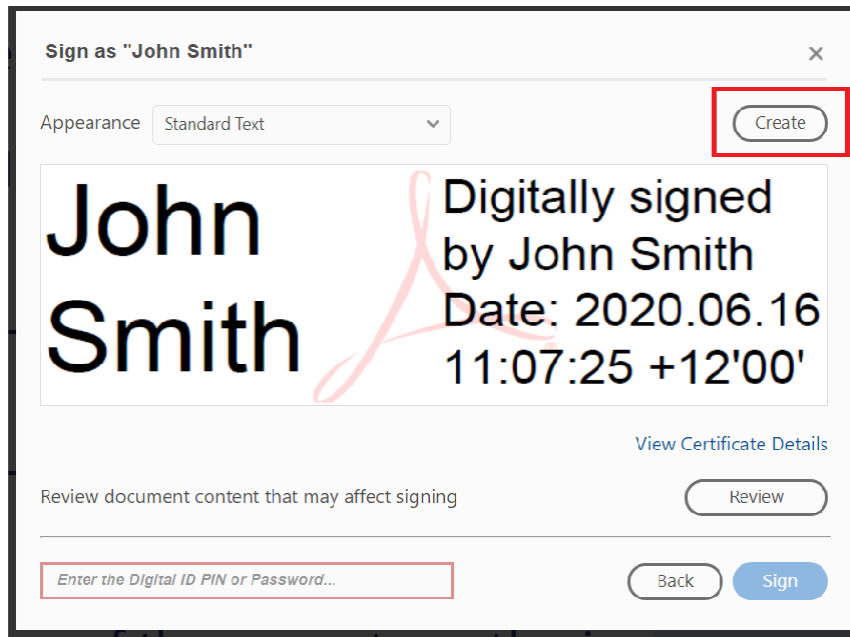 Sign as "John Smith"
Appearance Standard Text Create
John
Smith
Digitally signed
by John Smith
Date: 2020.06.16
11:07:25 +12'00'
View Certificate Details
Review document content that may affect signing Review
Enter the Digital ID PIN or Password... Back Sign